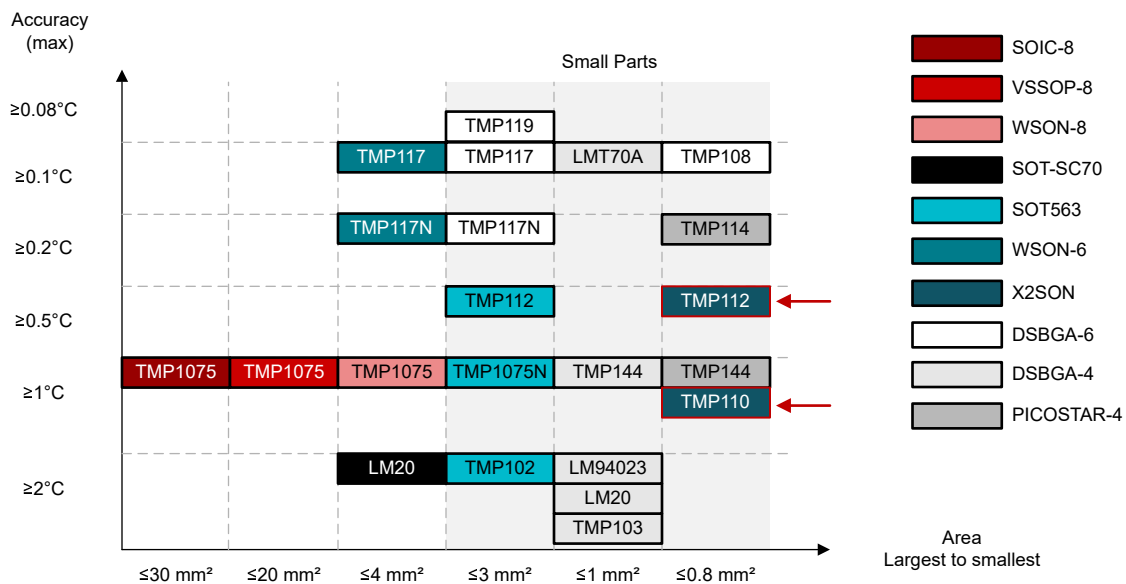 Accuracy
(max)
Small Parts
≥0.08°C
TMP119
≥0.1°C
TMP117
TMP117
LMT70A
TMP108
≥0.2°C
TMP117N
TMP117N
TMP114
≥0.5°C
TMP112
TMP112
≥1°C
TMP1075
TMP1075
TMP1075
TMP1075N
TMP144
TMP144
TMP110
≥2°C
LM20
TMP102
LM94023
LM20
TMP103
≤30 mm²
≤20 mm²
≤4 mm²
≤3 mm²
≤1 mm²
≤0.8 mm²
Area
Largest to smallest
SOIC-8
VSSOP-8
WSON-8
SOT-SC70
SOT563
WSON-6
X2SON
DSBGA-6
DSBGA-4
PICOSTAR-4